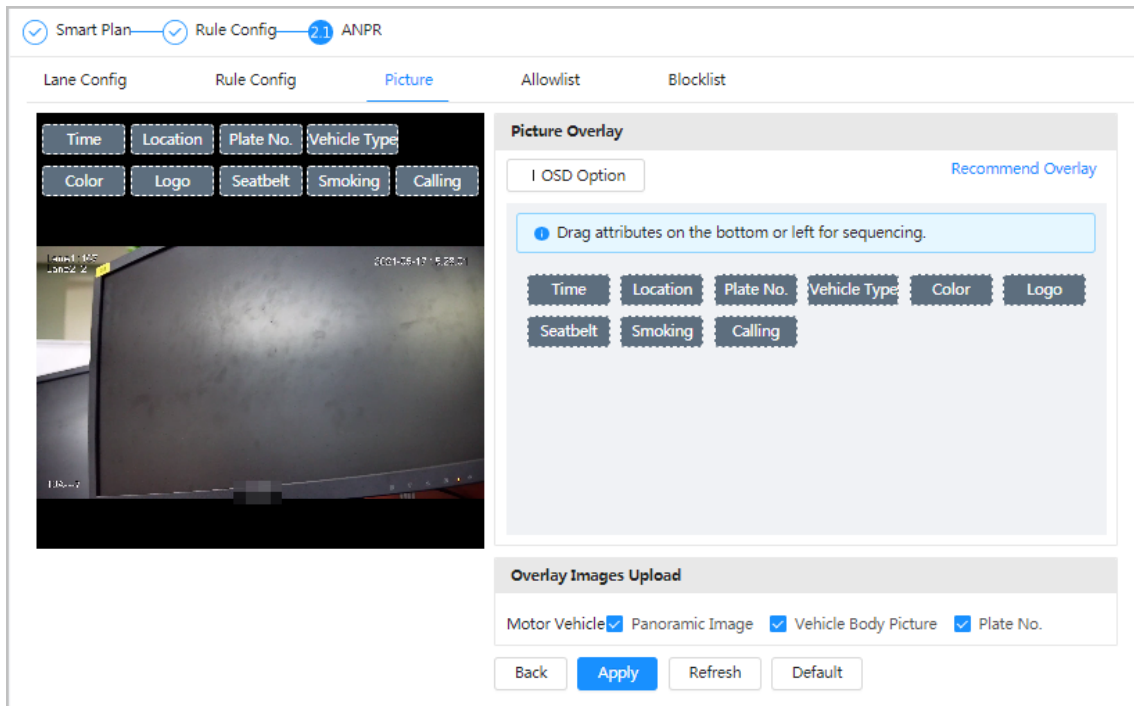 Smart Plan Rule Config 2.1 ANPR
Lane Config Rule Config Picture Allowlist Blocklist
Time Location Plate No. Vehicle Type
Color Logo Seatbelt Smoking Calling
Picture Overlay
I OSD Option Recommend Overlay
Drag attributes on the bottom or left for sequencing.
Time Location Plate No. Vehicle Type Color Logo
Seatbelt Smoking Calling
Overlay Images Upload
Motor Vehicle Panoramic Image Vehicle Body Picture Plate No.
Back Apply Refresh Default